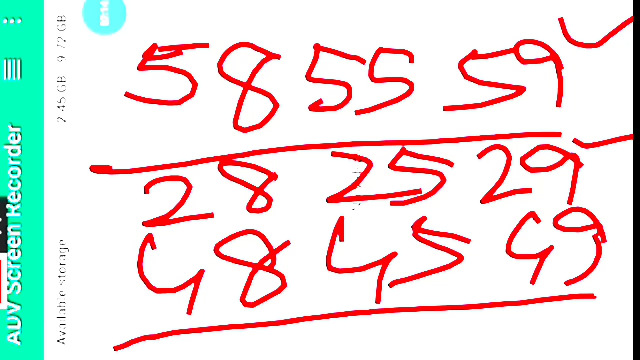 58 55 59
28 25 29
48 45 49
ADV Screen Recorder
Available storage
2.45 GB 9.72 GB